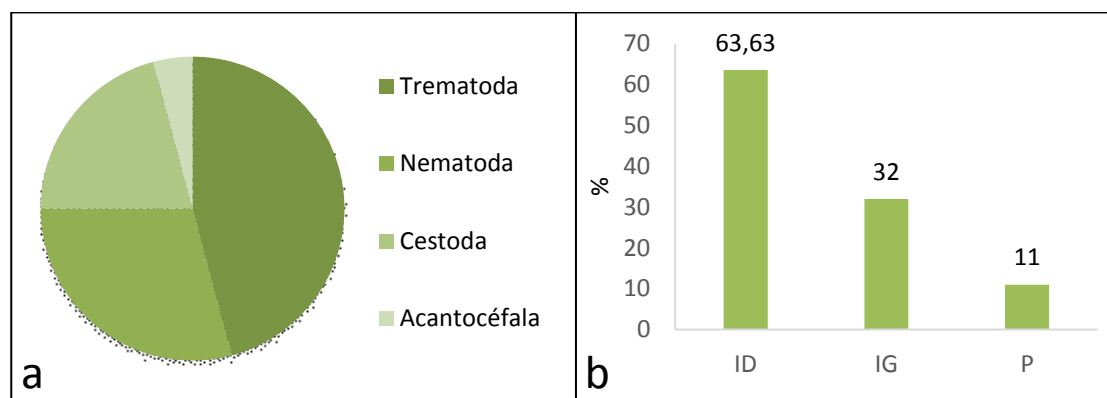 Trematoda
Nematoda
Cestoda
Acantocéfala
a
70
60
50
40
30
20
10
0
%
63,63
32
11
ID
IG
P
b